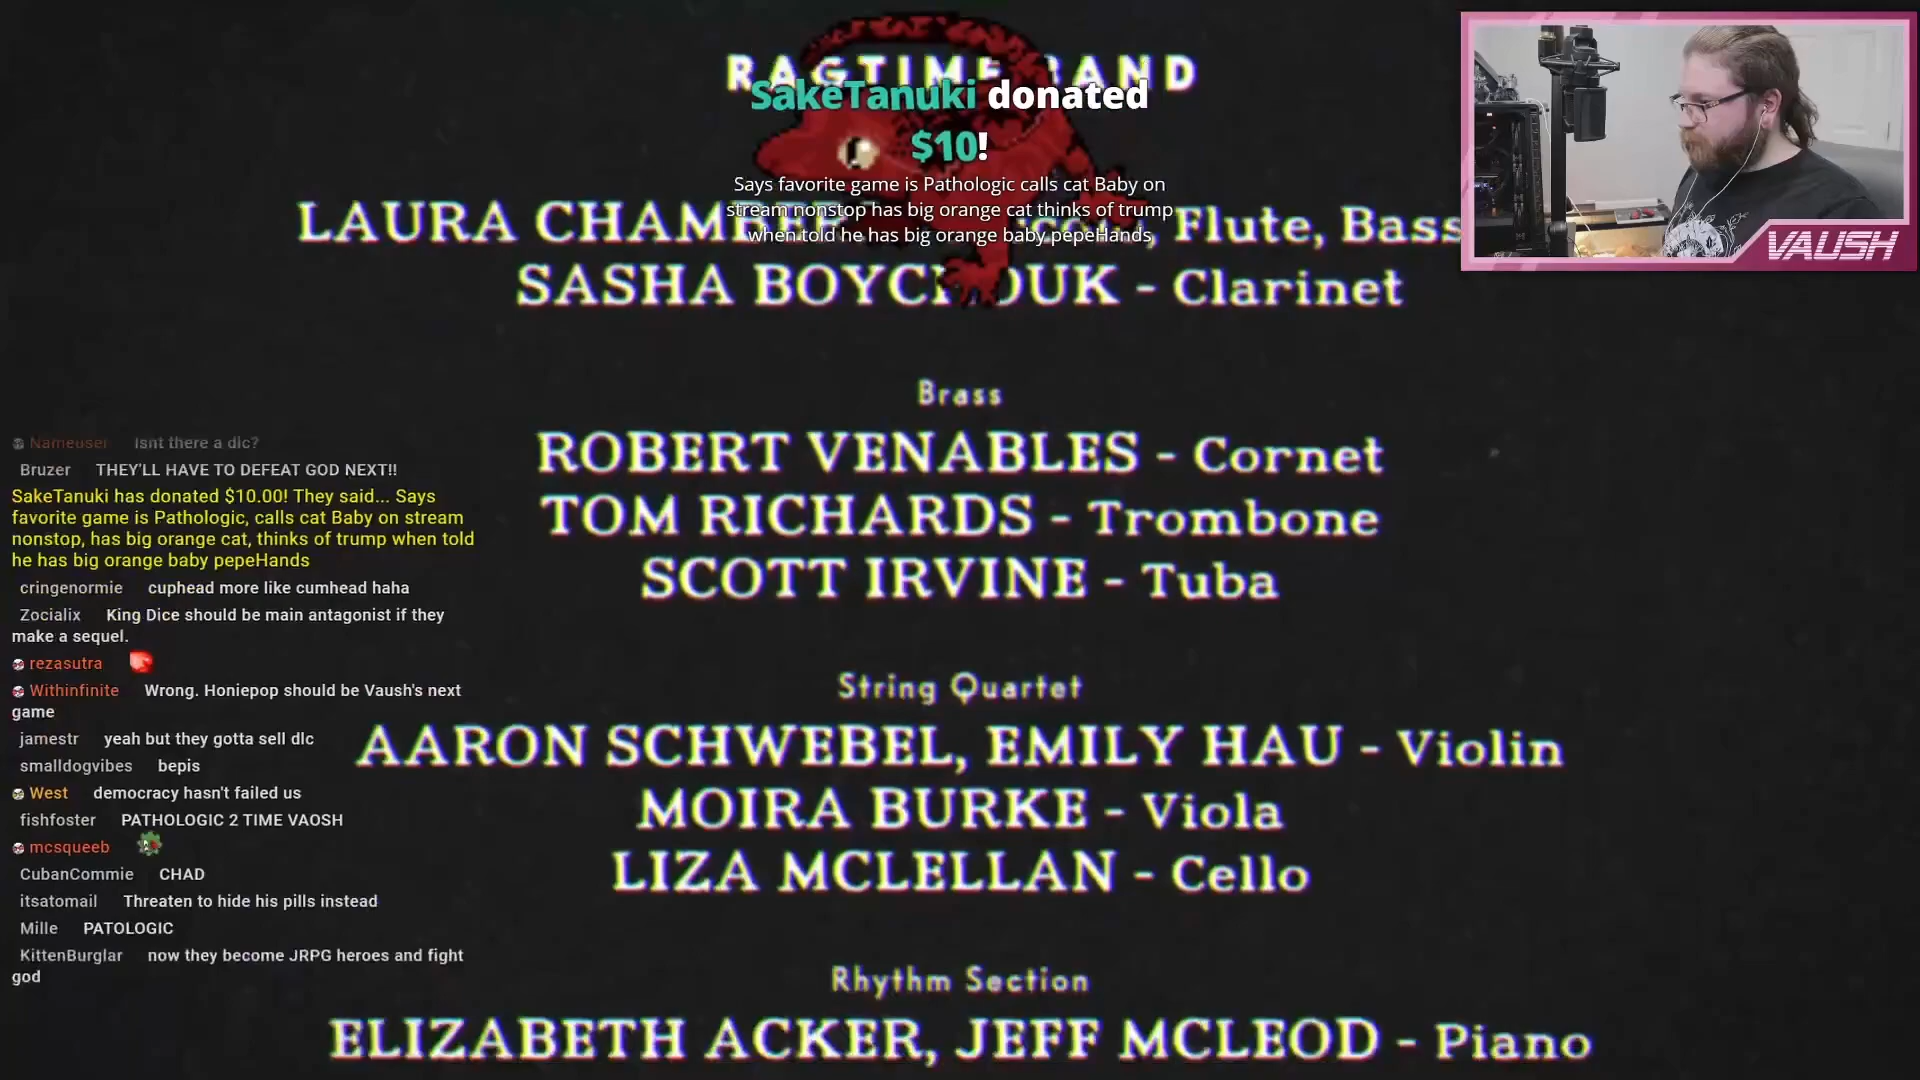 RAGTIME BAND
SakeTanuki donated
$10!
Says favorite game is Pathologic calls cat Baby on
stream nonstop has big orange cat thinks of trump
when told he has big orange baby pepeHands
LAURA Flute, Bass
SASHA - Clarinet
VAUSH
Brass
ROBERT VENABLES - Cornet
TOM RICHARDS - Trombone
SCOTT IRVINE - Tuba
String Quartet
AARON SCHWEBEL, EMILY HAU - Violin
MOIRA BURKE - Viola
LIZA MCLELLAN - Cello
Rhythm Section
ELIZABETH ACKER, JEFF MCLEOD - Piano
Nameuser Isnt there a dlc?
Bruzer THEY'LL HAVE TO DEFEAT GOD NEXT!!
SakeTanuki has donated $10.00! They said... Says
favorite game is Pathologic, calls cat Baby on stream
nonstop, has big orange cat, thinks of trump when told
he has big orange baby pepeHands
cringenormie cuphead more like cumhead haha
Zocialix King Dice should be main antagonist if they
make a sequel.
rezasutra
Withinfinite Wrong. Honiepop should be Vaush's next
game
jamestr yeah but they gotta sell dlc
smalldogvibes bepis
West democracy hasn't failed us
fishfoster PATHOLOGIC 2 TIME VAOSH
mcsqueeb
CubanCommie CHAD
itsatomail Threaten to hide his pills instead
Mille PATOLOGIC
KittenBurglar now they become JRPG heroes and fight
god